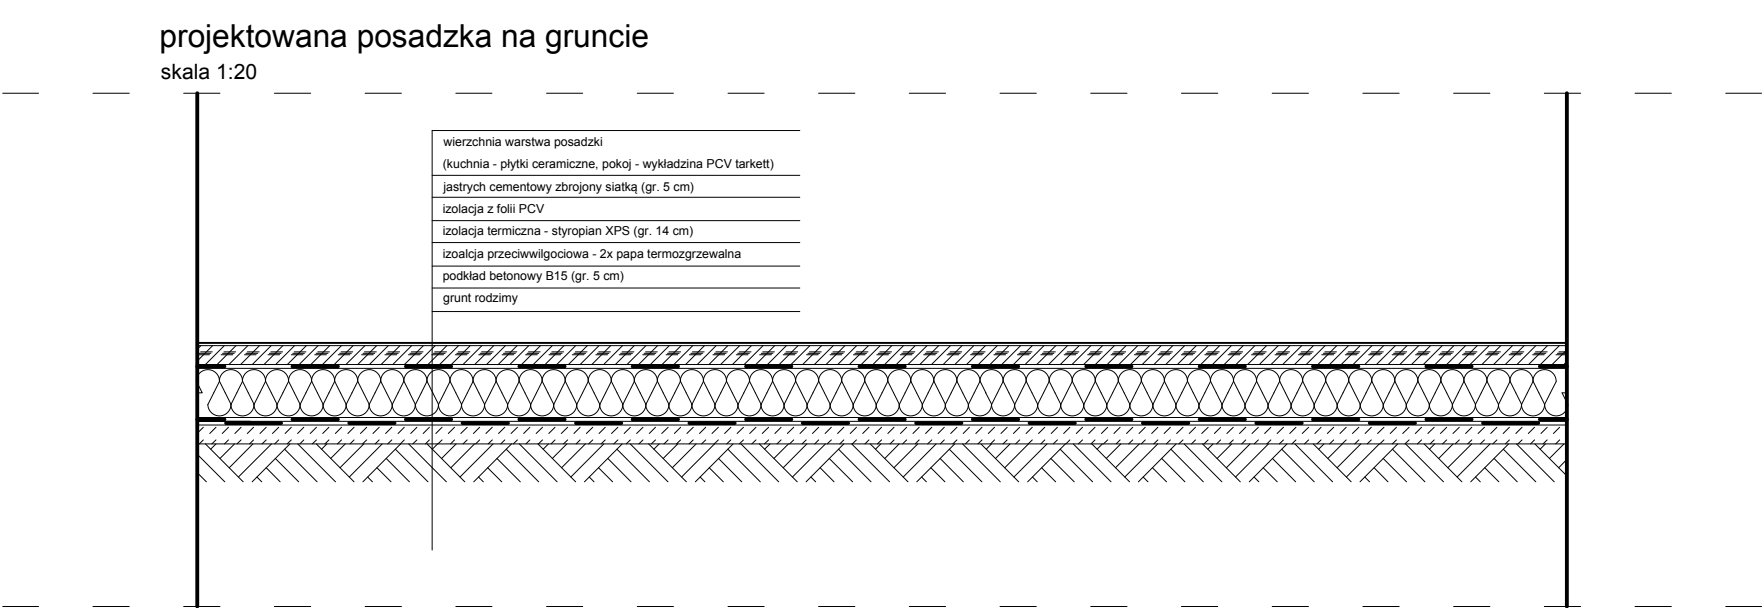 projektowana posadzka na gruncie
skala 1:20
wierzchnia warstwa posadzki
(kuchnia - płytki ceramiczne, pokoj - wykładzina PCV tarkett)
jastrych cementowy zbrojony siatką (gr. 5 cm)
izolacja z folii PCV
izolacja termiczna - styropian XPS (gr. 14 cm)
izoalcja przeciwwilgociowa - 2x papa termozgrzewalna
podkład betonowy B15 (gr. 5 cm)
grunt rodzimy